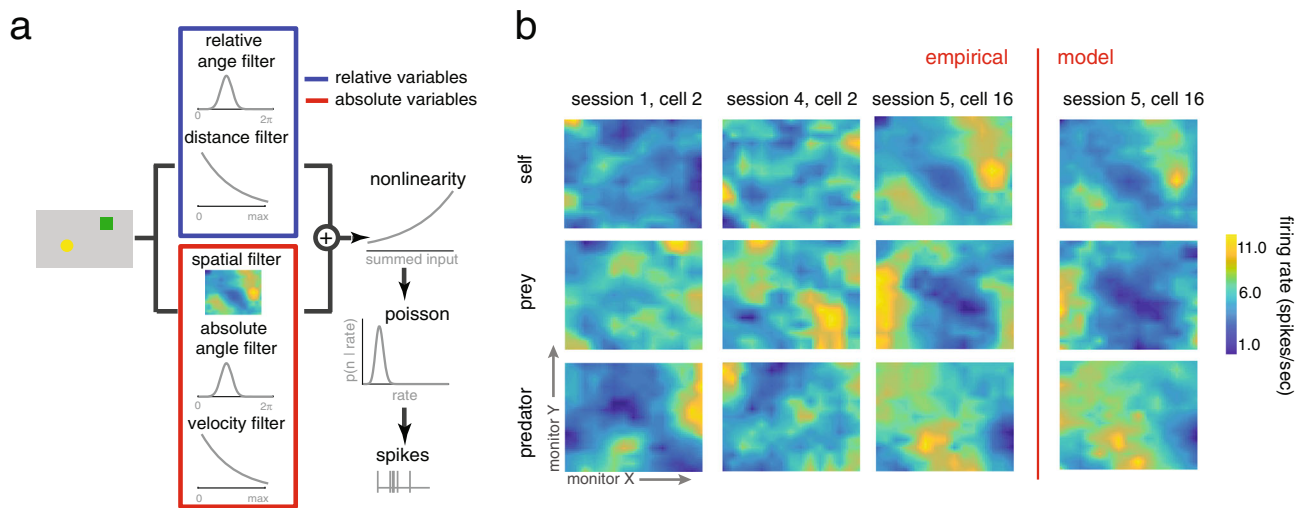 a
relative
ange filter
0
2π
distance filter
0
max
relative variables
absolute variables
spatial filter
absolute
angle filter
0
2π
velocity filter
0
max
+
nonlinearity
summed input
poisson
p(n | rate)
rate
spikes
b
empirical
model
session 1, cell 2
session 4, cell 2
session 5, cell 16
session 5, cell 16
self
prey
predator
monitor Y
monitor X
11.0
6.0
1.0
firing rate (spikes/sec)